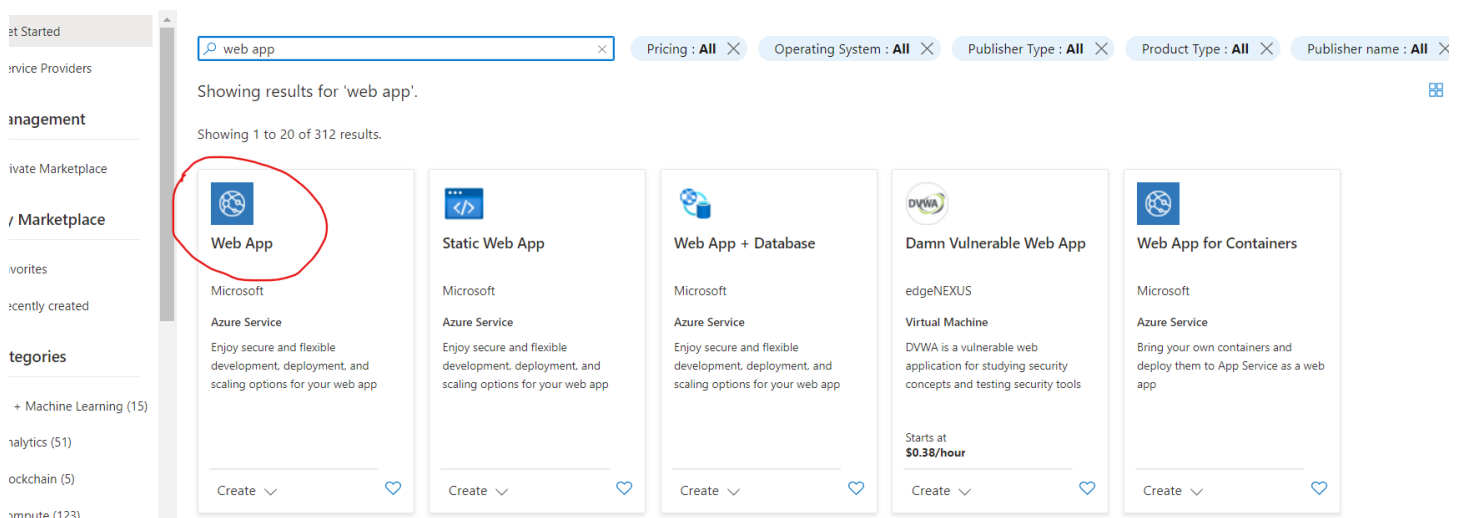 et Started
ervice Providers
anagement
ivate Marketplace
y Marketplace
avorites
ecently created
tegories
+ Machine Learning (15)
nalytics (51)
ockchain (5)
ompute (123)
web app
Pricing : All
Operating System : All
Publisher Type : All
Product Type : All
Publisher name : All
Showing results for 'web app'.
Showing 1 to 20 of 312 results.
Web App
Microsoft
Azure Service
Enjoy secure and flexible
development, deployment, and
scaling options for your web app
Create
Static Web App
Microsoft
Azure Service
Enjoy secure and flexible
development, deployment, and
scaling options for your web app
Create
Web App + Database
Microsoft
Azure Service
Enjoy secure and flexible
development, deployment, and
scaling options for your web app
Create
DVWA
Damn Vulnerable Web App
edgeNEXUS
Virtual Machine
DVWA is a vulnerable web
application for studying security
concepts and testing security tools
Starts at
$0.38/hour
Create
Web App for Containers
Microsoft
Azure Service
Bring your own containers and
deploy them to App Service as a web
app
Create